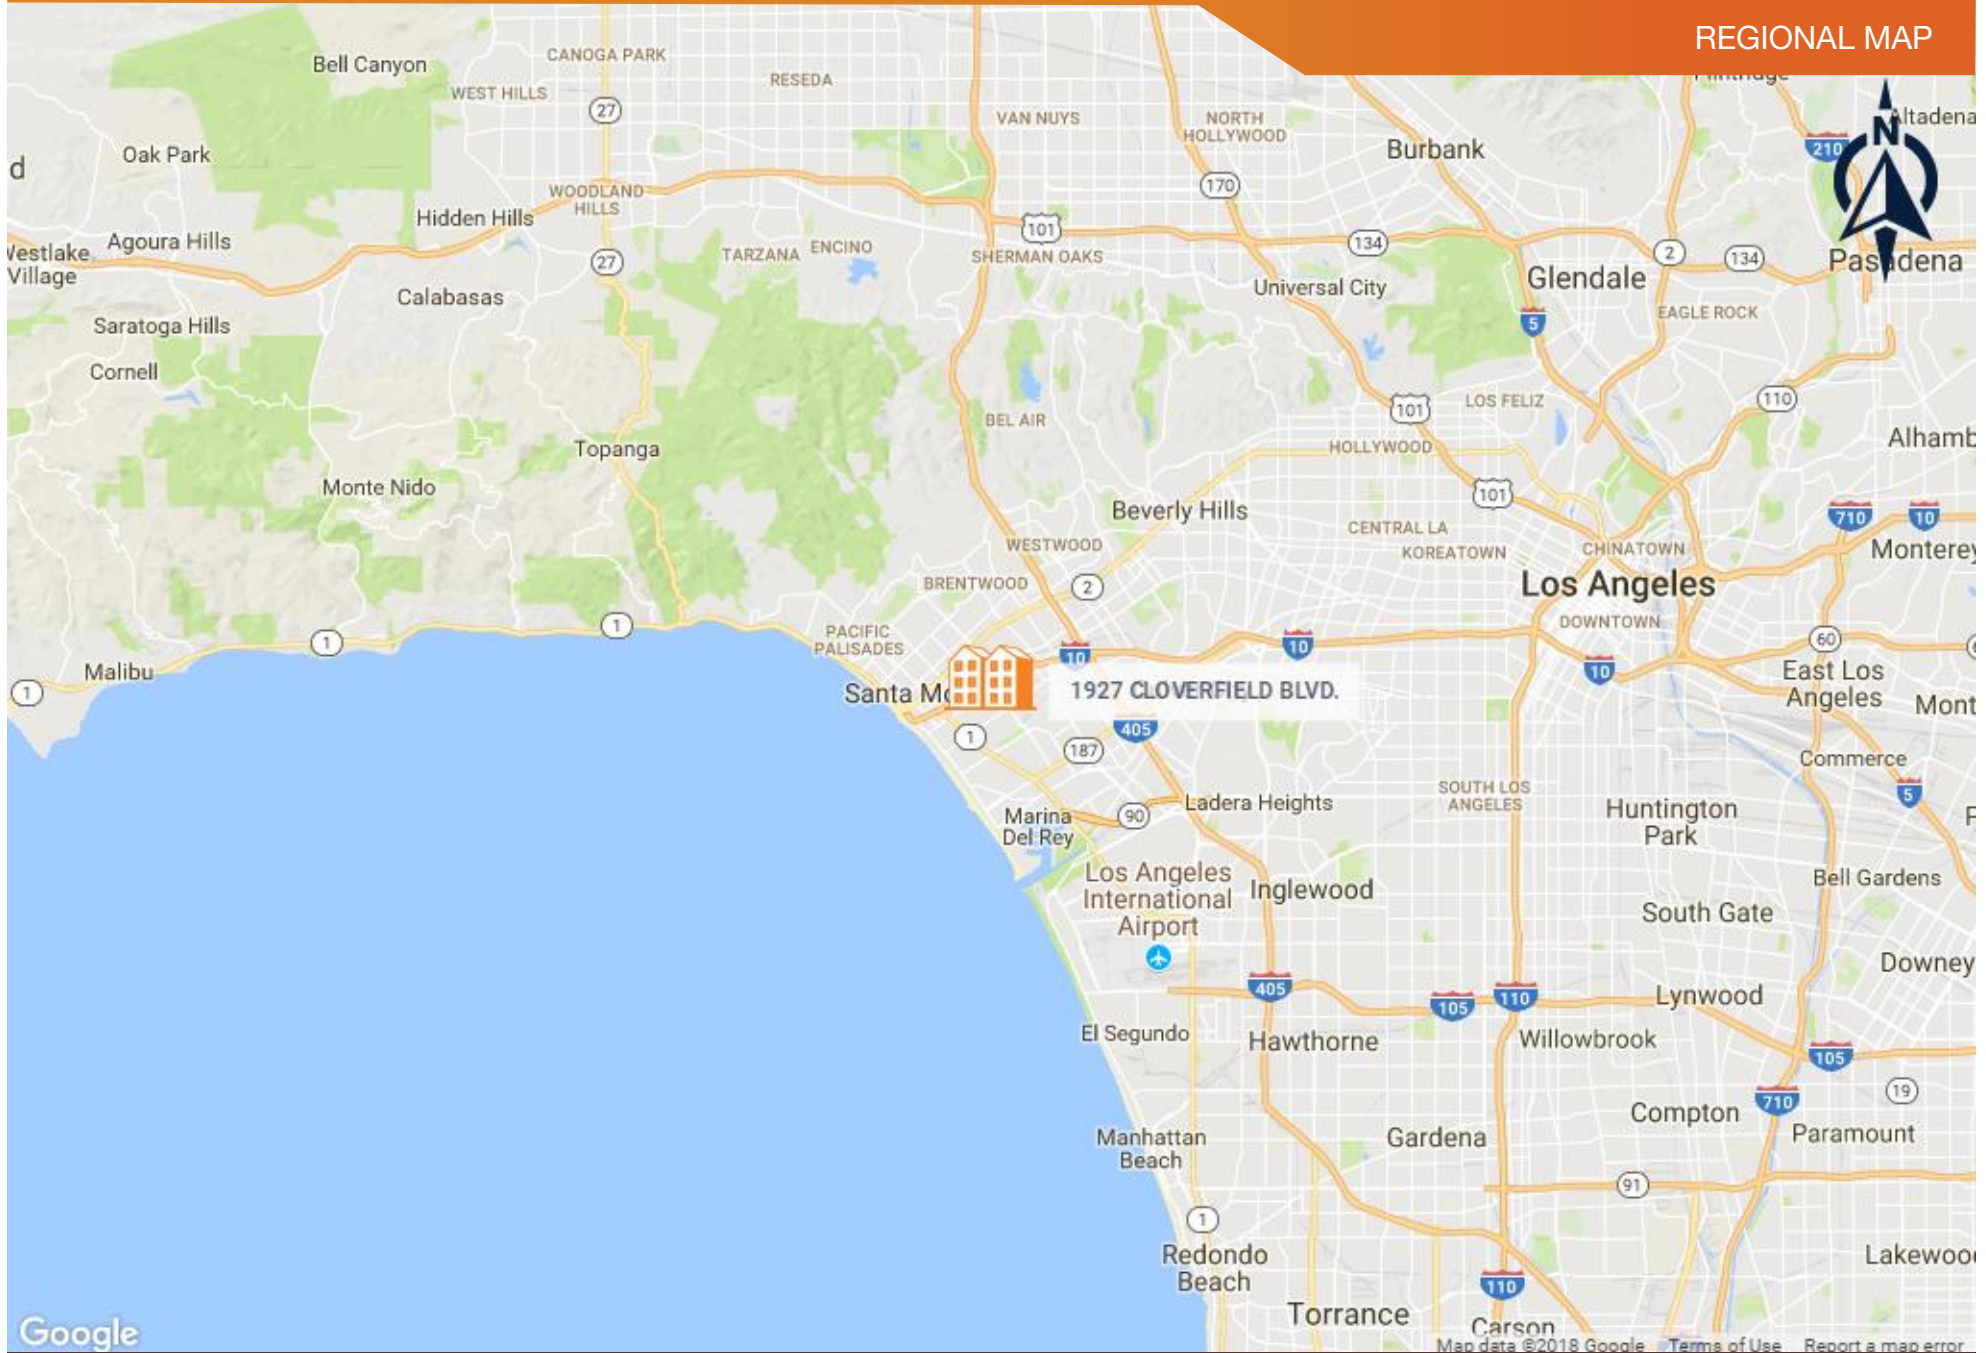 REGIONAL MAP
Bell Canyon
CANOGA PARK
WEST HILLS
RESEDA
27
VAN NUYS
NORTH
HOLLYWOOD
Burbank
Altadena
N
210
Oak Park
d
170
WOODLAND
HILLS
Hidden Hills
101
134
2
134
Agoura Hills
Westlake
Village
27
TARZANA
ENCINO
SHERMAN OAKS
Universal City
Glendale
Pasadena
Calabasas
Saratoga Hills
5
EAGLE ROCK
Cornell
BEL AIR
101
LOS FELIZ
110
Topanga
HOLLYWOOD
Alhamb
Monte Nido
101
Beverly Hills
710
10
CENTRAL LA
KOREATOWN
WESTWOOD
CHINATOWN
Monterey
BRENTWOOD
2
Los Angeles
DOWNTOWN
1
1
PACIFIC
PALISADES
10
10
60
Malibu
1
10
East Los
Angeles
Santa Mo
1927 CLOVERFIELD BLVD.
Mont
1
405
187
Commerce
SOUTH LOS
ANGELES
5
Marina
Del Rey
90
Ladera Heights
Huntington
Park
Los Angeles
International
Airport
Inglewood
Bell Gardens
South Gate
Downey
405
105
110
Lynwood
El Segundo
Hawthorne
Willowbrook
105
19
710
Compton
Manhattan
Beach
Gardena
Paramount
91
1
Redondo
Beach
Lakewoo
110
Torrance
Carson
Google
Map data ©2018 Google
Terms of Use
Report a map error